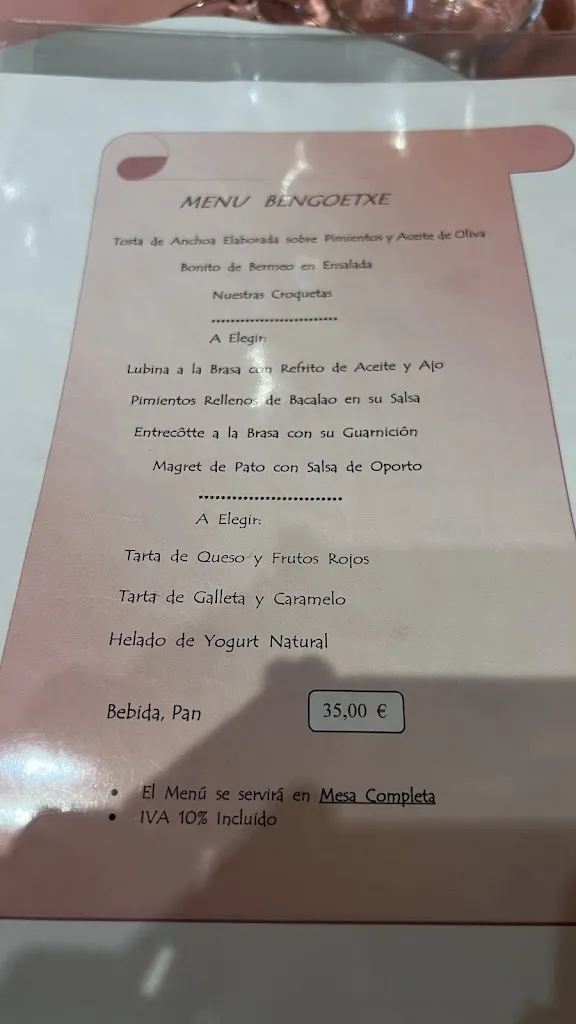 MENU BENGOETXE
Tosta de Anchoa Elaborada sobre Pimientos y Aceite de Oliva
Bonito de Bermeo en Ensalada
Nuestras Croquetas
..........................
A Elegir:
Lubina a la Brasa con Refrito de Aceite y Ajo
Pimientos Rellenos de Bacalao en su Salsa
Entrecôtte a la Brasa con su Guarnición
Magret de Pato con Salsa de Oporto
..........................
A Elegir:
Tarta de Queso y Frutos Rojos
Tarta de Galleta y Caramelo
Helado de Yogurt Natural
Bebida, Pan 35,00 €
• El Menú se servirá en Mesa Completa
• IVA 10% Incluido